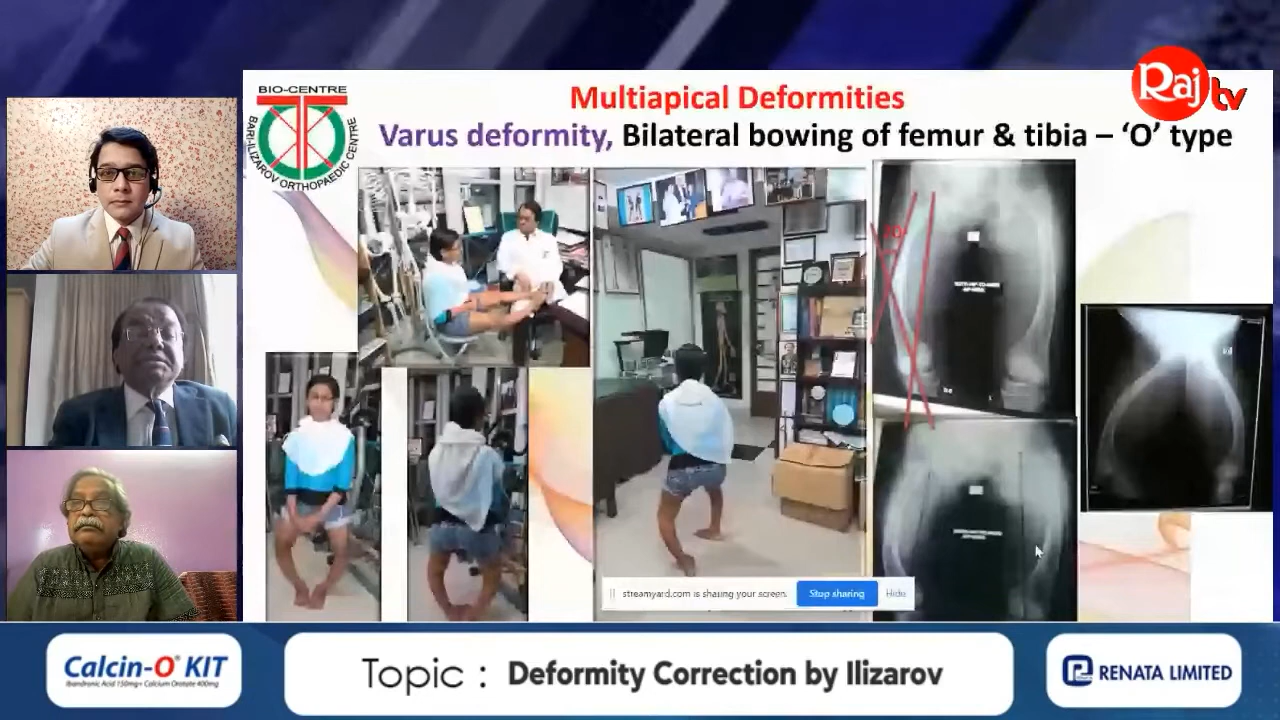 Raj tv
BIO-CENTRE
BARI-ILIZAROV ORTHOPAEDIC CENTRE
Multiapical Deformities
Varus deformity, Bilateral bowing of femur & tibia – ‘O’ type
streamyard.com is sharing your screen.
Stop sharing
Hide
Calcin-O® KIT
Ibandronic Acid 150mg+ Calcium Orotate 400mg
Topic : Deformity Correction by Ilizarov
RENATA LIMITED